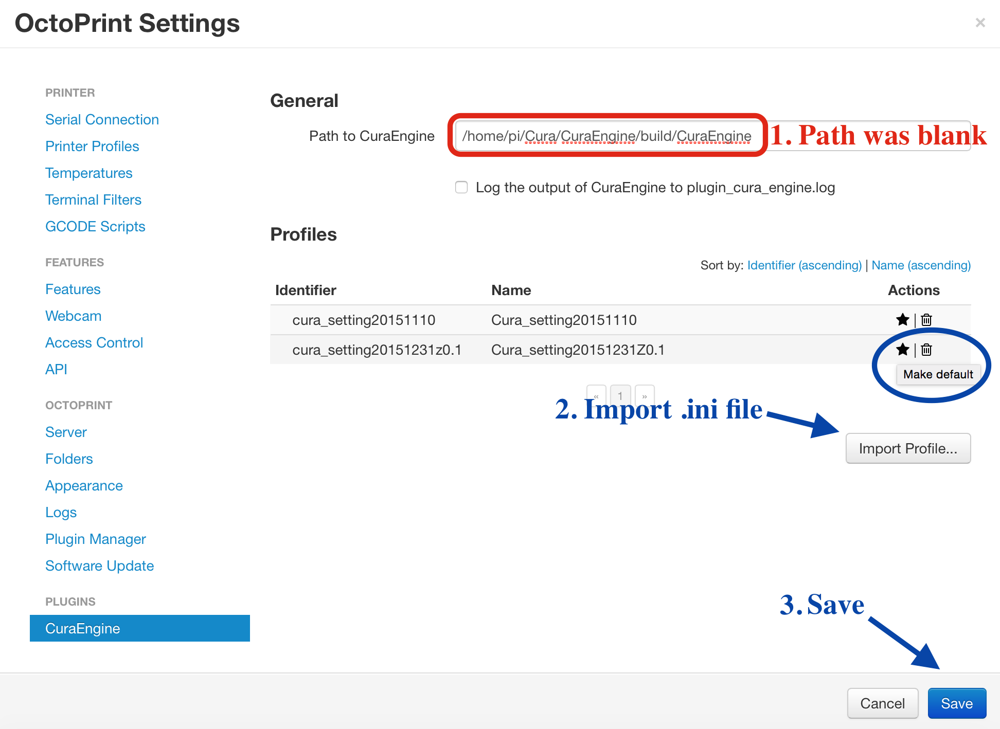 OctoPrint Settings
×
PRINTER
Serial Connection
Printer Profiles
Temperatures
Terminal Filters
GCODE Scripts
FEATURES
Features
Webcam
Access Control
API
OCTOPRINT
Server
Folders
Appearance
Logs
Plugin Manager
Software Update
PLUGINS
CuraEngine
General
Path to CuraEngine /home/pi/Cura/CuraEngine/build/CuraEngine 1. Path was blank
Log the output of CuraEngine to plugin_cura_engine.log
Profiles
Sort by: Identifier (ascending) | Name (ascending)
Identifier Name Actions
cura_setting20151110 Cura_setting20151110 |
cura_setting20151231z0.1 Cura_setting20151231Z0.1 |
Make default
« 1 »
2. Import .ini file
Import Profile...
3. Save
Cancel Save